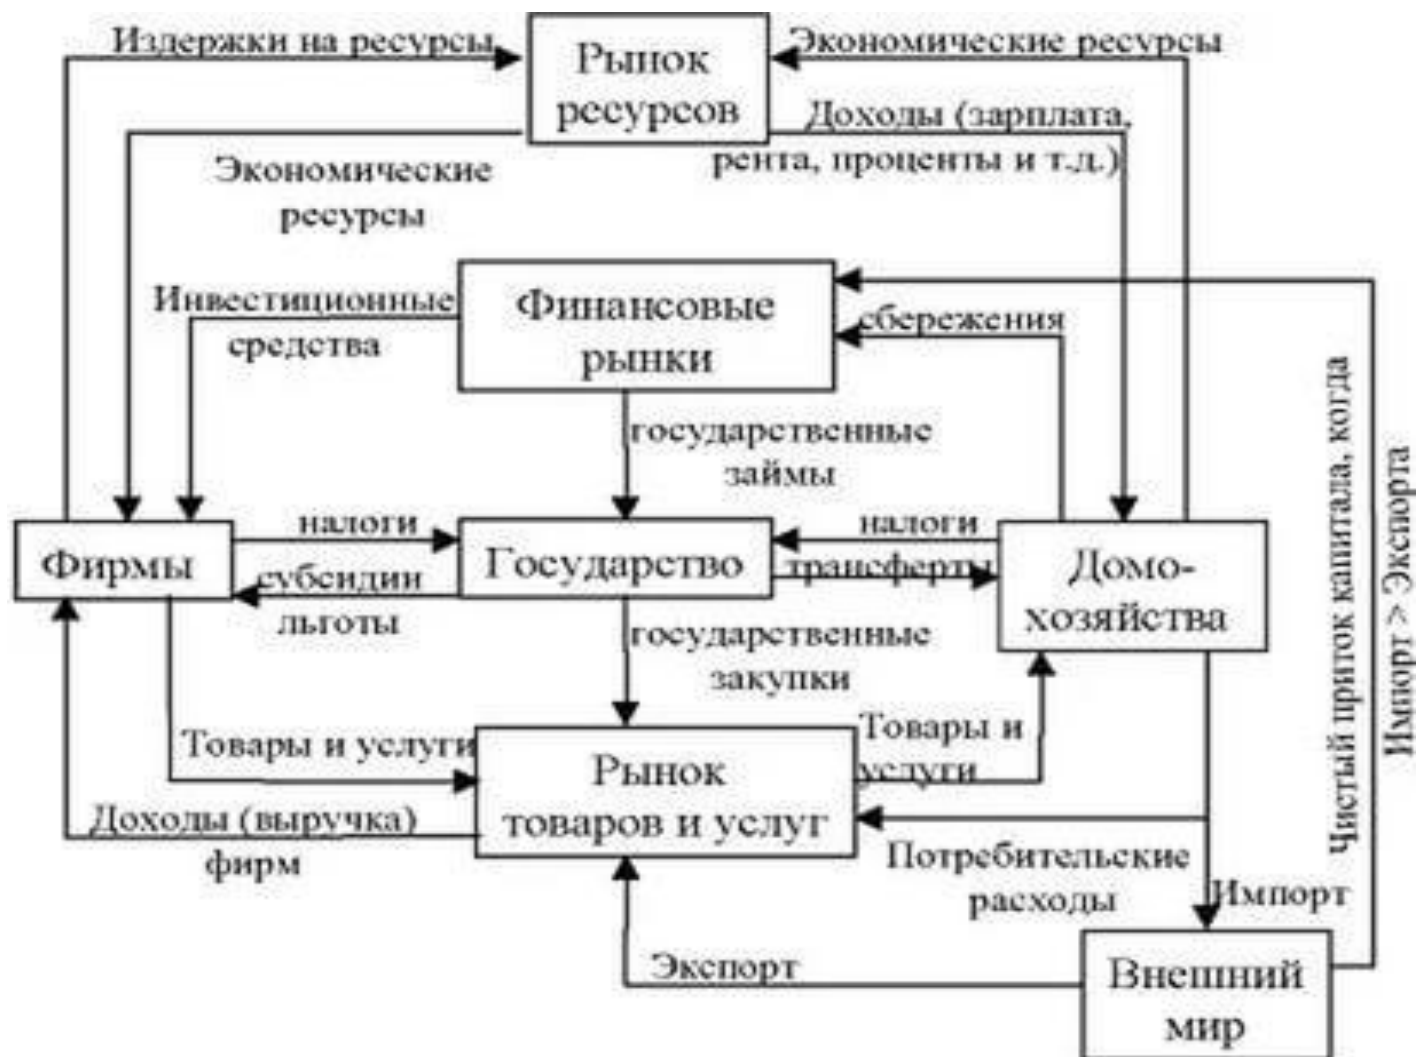 Издержки на ресурсы
Рынок
ресурсов
Экономические ресурсы
Доходы (зарплата,
рента, проценты и т.д.)
Экономические
ресурсы
Инвестиционные
средства
Финансовые
рынки
сбережения
государственные
займы
Чистый приток капитала, когда
Импорт > Экспорта
Фирмы
налоги
субсидии
льготы
Государство
налоги
трансферты
Домо-
хозяйства
государственные
закупки
Товары и услуги
Рынок
товаров и услуг
Товары и
услуги
Доходы (выручка)
фирм
Потребительские
расходы
Импорт
Экспорт
Внешний
мир